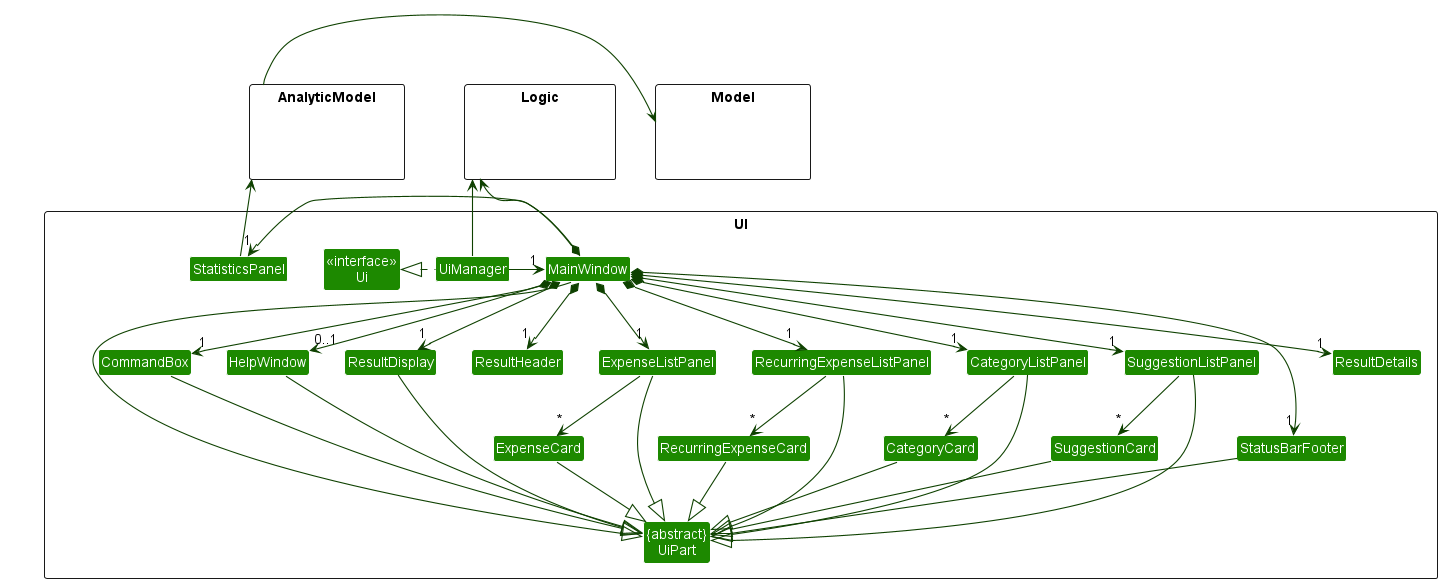 AnalyticModel
Logic
Model
UI
1
StatisticsPanel
«interface»
Ui
UiManager
1
MainWindow
1
0..1
1
1
1
1
1
1
1
CommandBox
HelpWindow
ResultDisplay
ResultHeader
ExpenseListPanel
RecurringExpenseListPanel
CategoryListPanel
SuggestionListPanel
ResultDetails
*
*
*
*
1
ExpenseCard
RecurringExpenseCard
CategoryCard
SuggestionCard
StatusBarFooter
{abstract}
UiPart